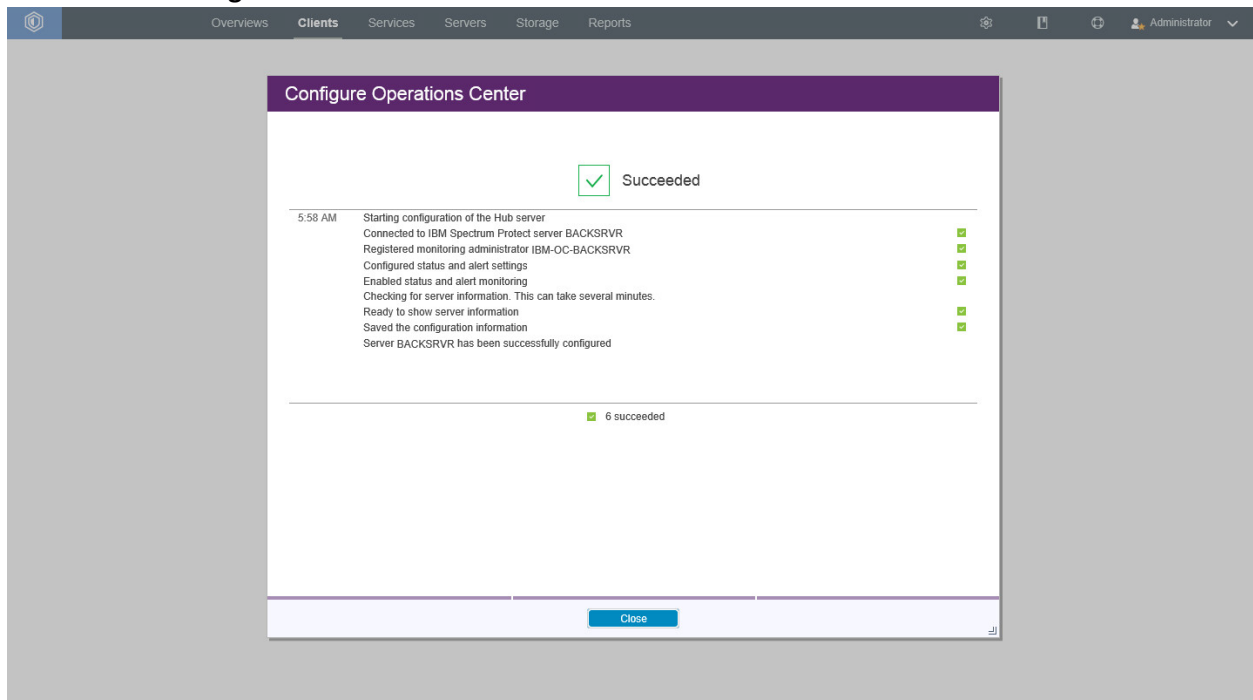 Overviews Clients Services Servers Storage Reports Administrator
Configure Operations Center
Succeeded
5:58 AM Starting configuration of the Hub server
Connected to IBM Spectrum Protect server BACKSRVR
Registered monitoring administrator IBM-OC-BACKSRVR
Configured status and alert settings
Enabled status and alert monitoring
Checking for server information. This can take several minutes.
Ready to show server information
Saved the configuration information
Server BACKSRVR has been successfully configured
6 succeeded
Close